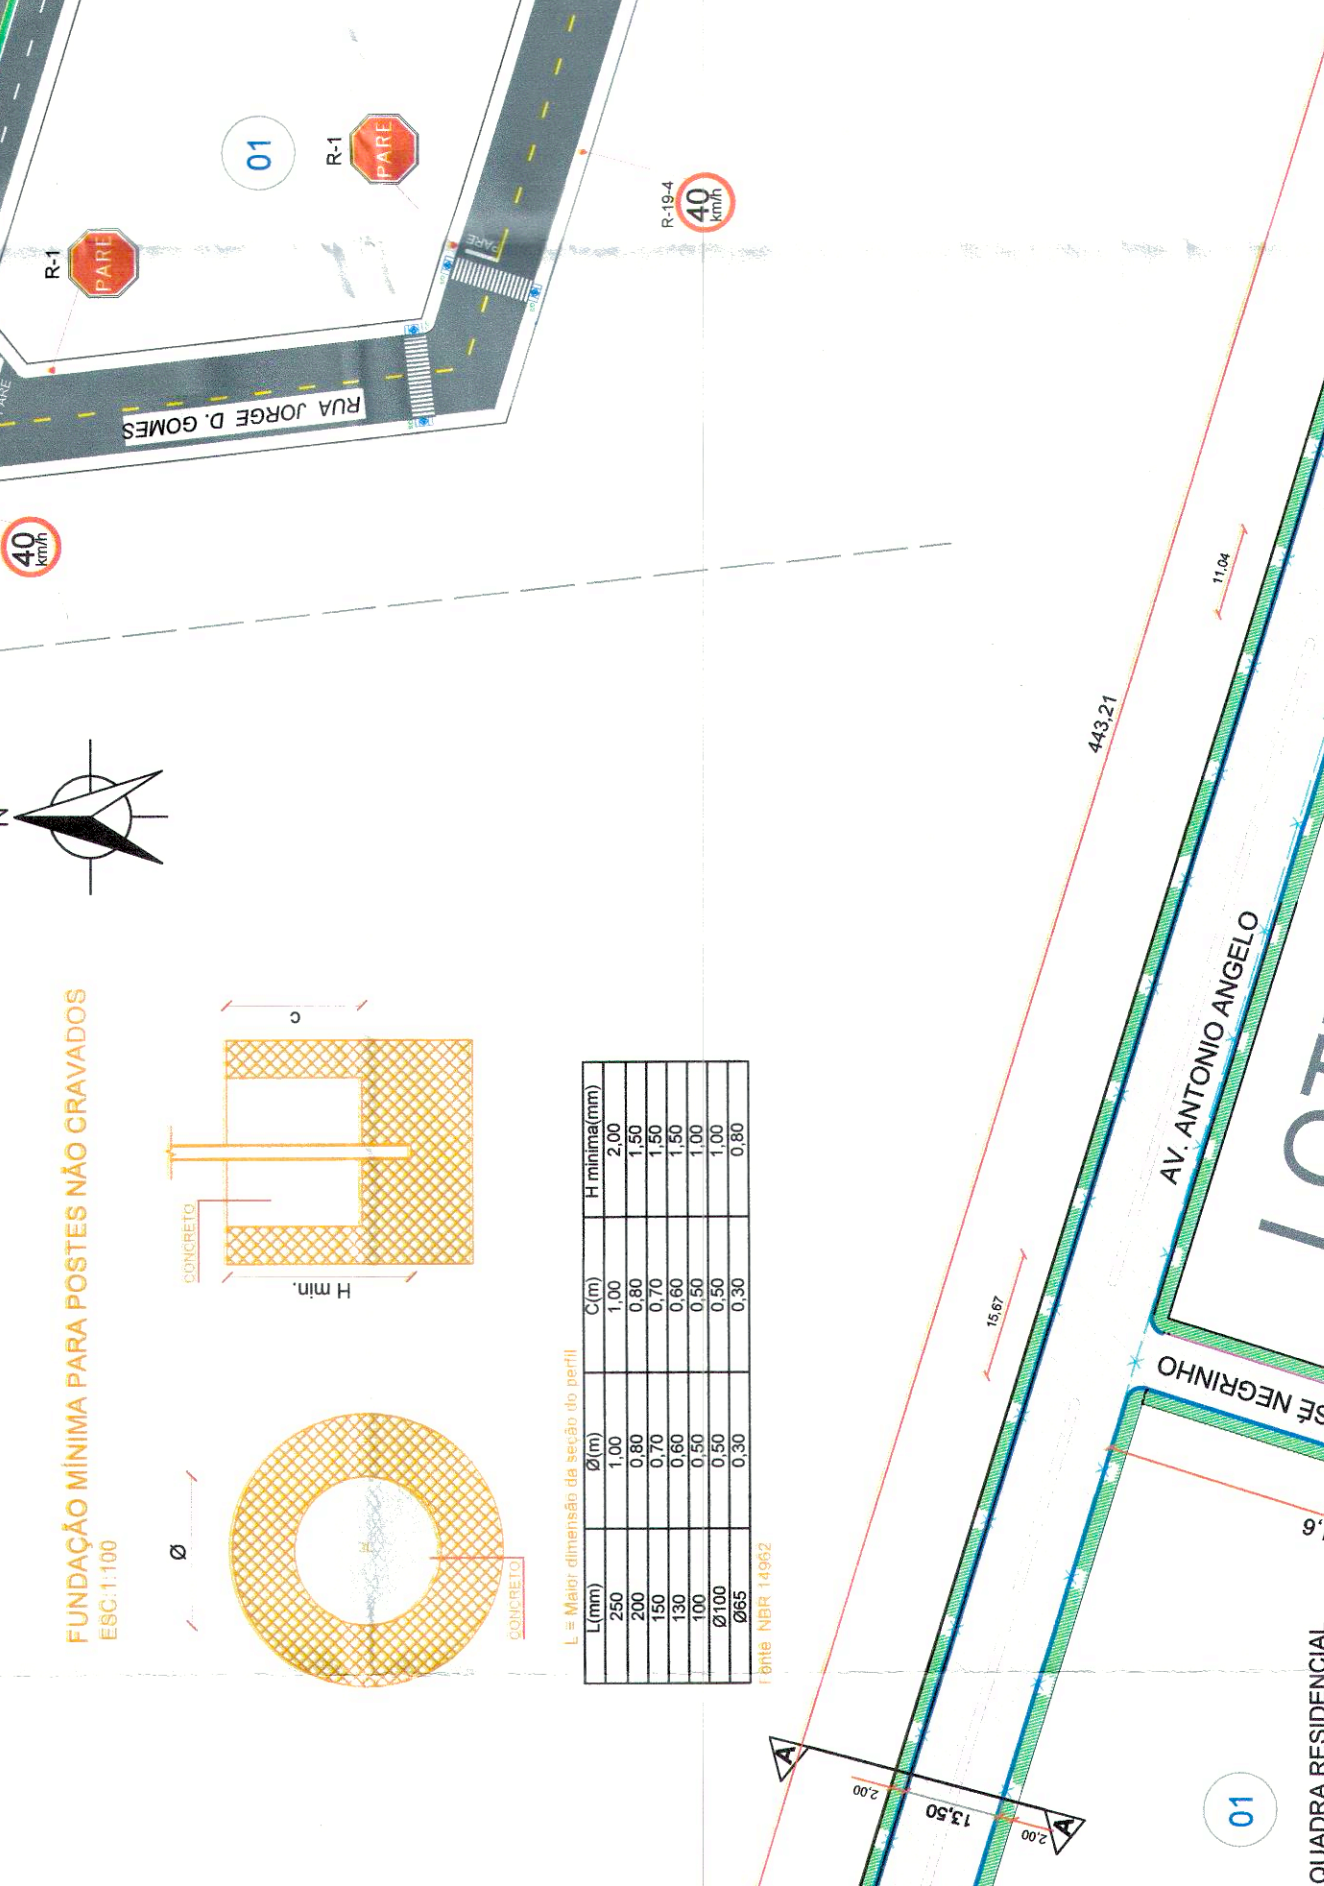 R-1
PARE
01
R-1
PARE
R-19-4
40
km/h
PARE
RUA JORGE D. GOMES
40
km/h
N
FUNDAÇÃO MÍNIMA PARA POSTES NÃO CRAVADOS
ESC:1:100
Ø
CONCRETO
CONCRETO
H min.
C
L = Maior dimensão da seção do perfil
L(mm) Ø(m) C(m) H minima(mm)
250 1,00 1,00 2,00
200 0,80 0,80 1,50
150 0,70 0,70 1,50
130 0,60 0,60 1,50
100 0,50 0,50 1,00
Ø100 0,50 0,50 1,00
Ø65 0,30 0,30 0,80
Fonte NBR 14962
443,21
11,04
15,67
AV. ANTONIO ANGELO
SÉ NEGRINHO
A
2,00
13,50
2,00
A
01
QUADRA RESIDENCIAL